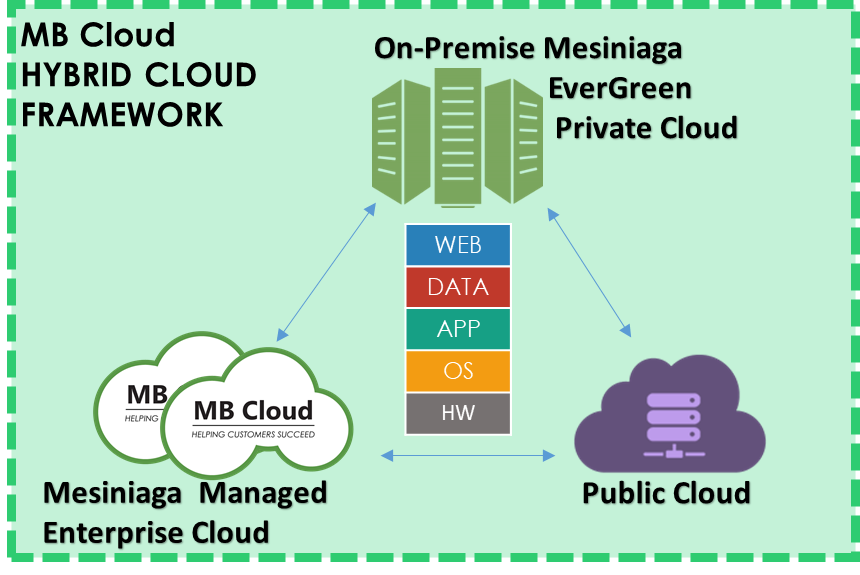 MB Cloud
HYBRID CLOUD
FRAMEWORK
On-Premise Mesiniaga
EverGreen
Private Cloud
WEB
DATA
APP
OS
HW
MB
HELPING
MB Cloud
HELPING CUSTOMERS SUCCEED
Mesiniaga Managed
Enterprise Cloud
Public Cloud